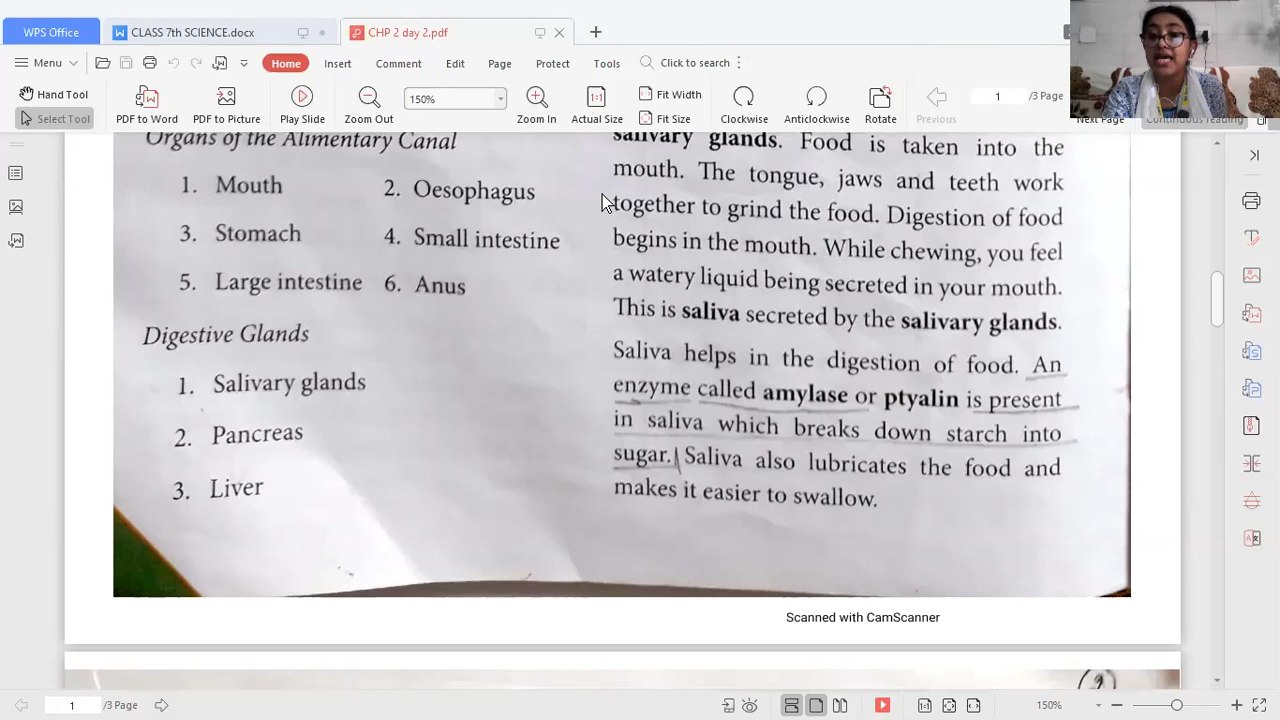 WPS Office
CLASS 7th SCIENCE.docx
CHP 2 day 2.pdf
Menu
Home
Insert
Comment
Edit
Page
Protect
Tools
Click to search
Hand Tool
Select Tool
PDF to Word
PDF to Picture
Play Slide
Zoom Out
150%
Zoom In
Actual Size
Fit Width
Fit Size
Clockwise
Anticlockwise
Rotate
Previous
1
/3 Page
Next Page
Continuous reading
Organs of the Alimentary Canal
1. Mouth
2. Oesophagus
3. Stomach
4. Small intestine
5. Large intestine
6. Anus
Digestive Glands
1. Salivary glands
2. Pancreas
3. Liver
salivary glands. Food is taken into the
mouth. The tongue, jaws and teeth work
together to grind the food. Digestion of food
begins in the mouth. While chewing, you feel
a watery liquid being secreted in your mouth.
This is saliva secreted by the salivary glands.
Saliva helps in the digestion of food. An
enzyme called amylase or ptyalin is present
in saliva which breaks down starch into
sugar. Saliva also lubricates the food and
makes it easier to swallow.
Scanned with CamScanner
1
/3 Page
150%